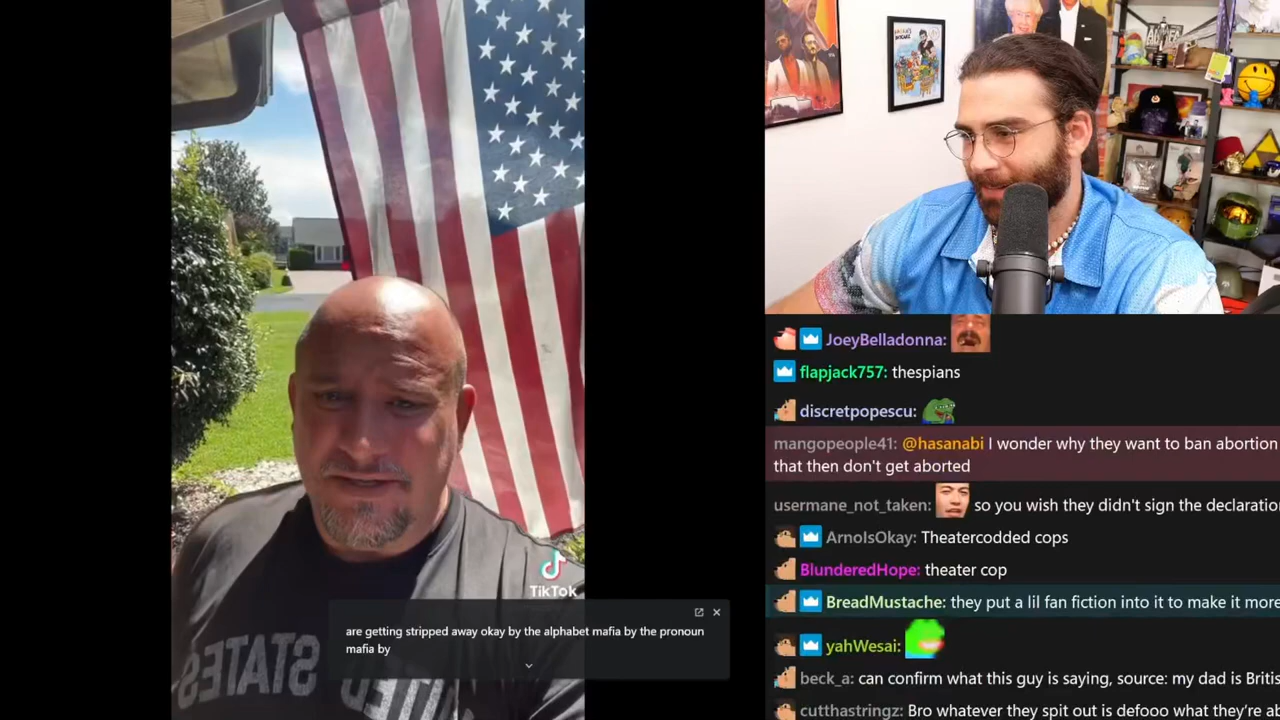 TikTok
are getting stripped away okay by the alphabet mafia by the pronoun
mafia by
JoeyBelladonna:
flapjack757: thespians
discretpopescu:
mangopeople41: @hasanabi I wonder why they want to ban abortion
that then don't get aborted
usermane_not_taken: so you wish they didn't sign the declaratio
ArnoIsOkay: Theatercodded cops
BlunderedHope: theater cop
BreadMustache: they put a lil fan fiction into it to make it more
yahWesai:
beck_a: can confirm what this guy is saying, source: my dad is Britis
cutthastringz: Bro whatever they spit out is defooo what they're a
STATES